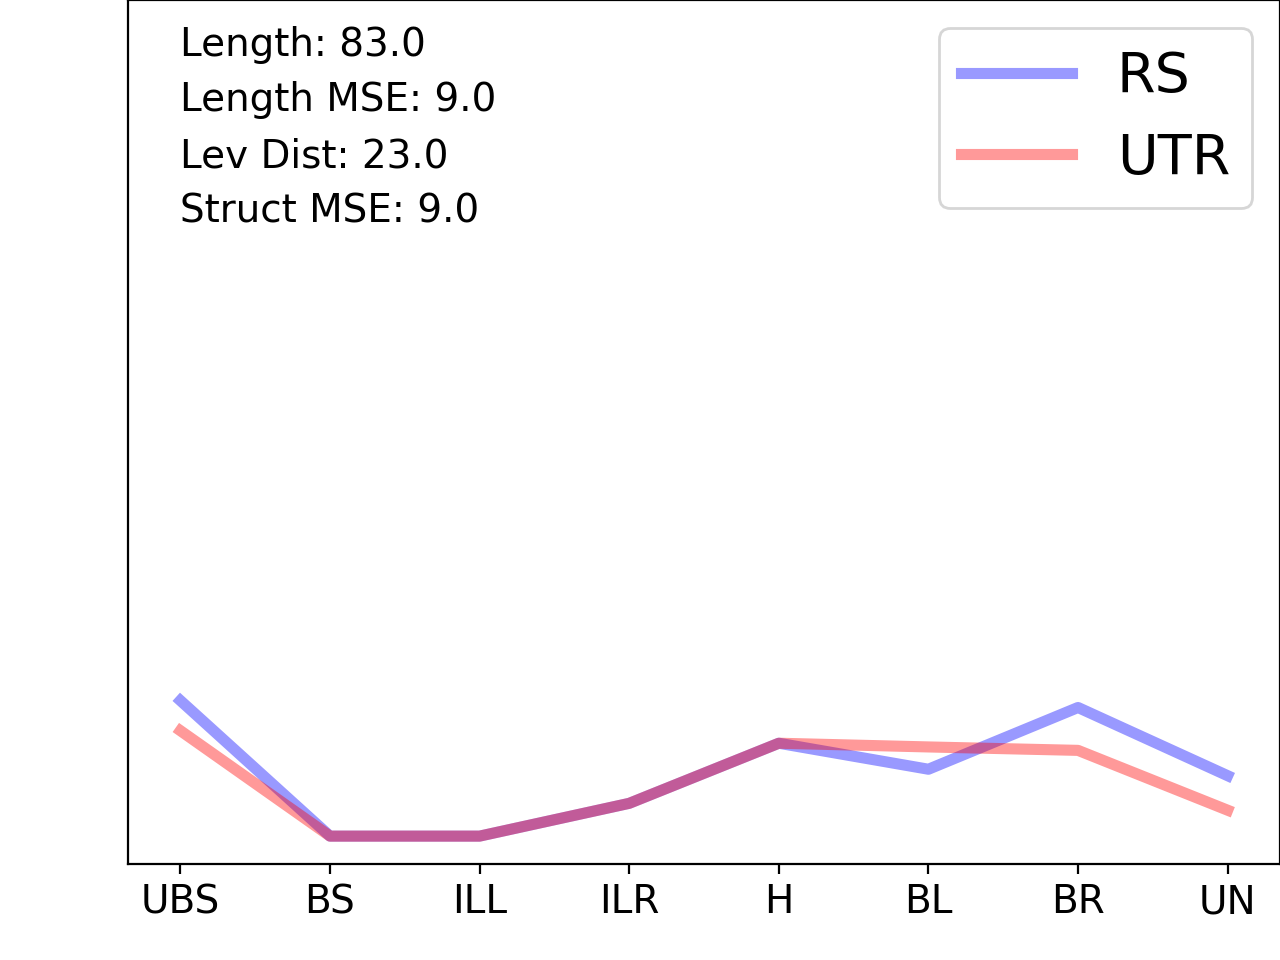 Length: 83.0
Length MSE: 9.0
Lev Dist: 23.0
Struct MSE: 9.0
RS
UTR
UBS BS ILL ILR H BL BR UN